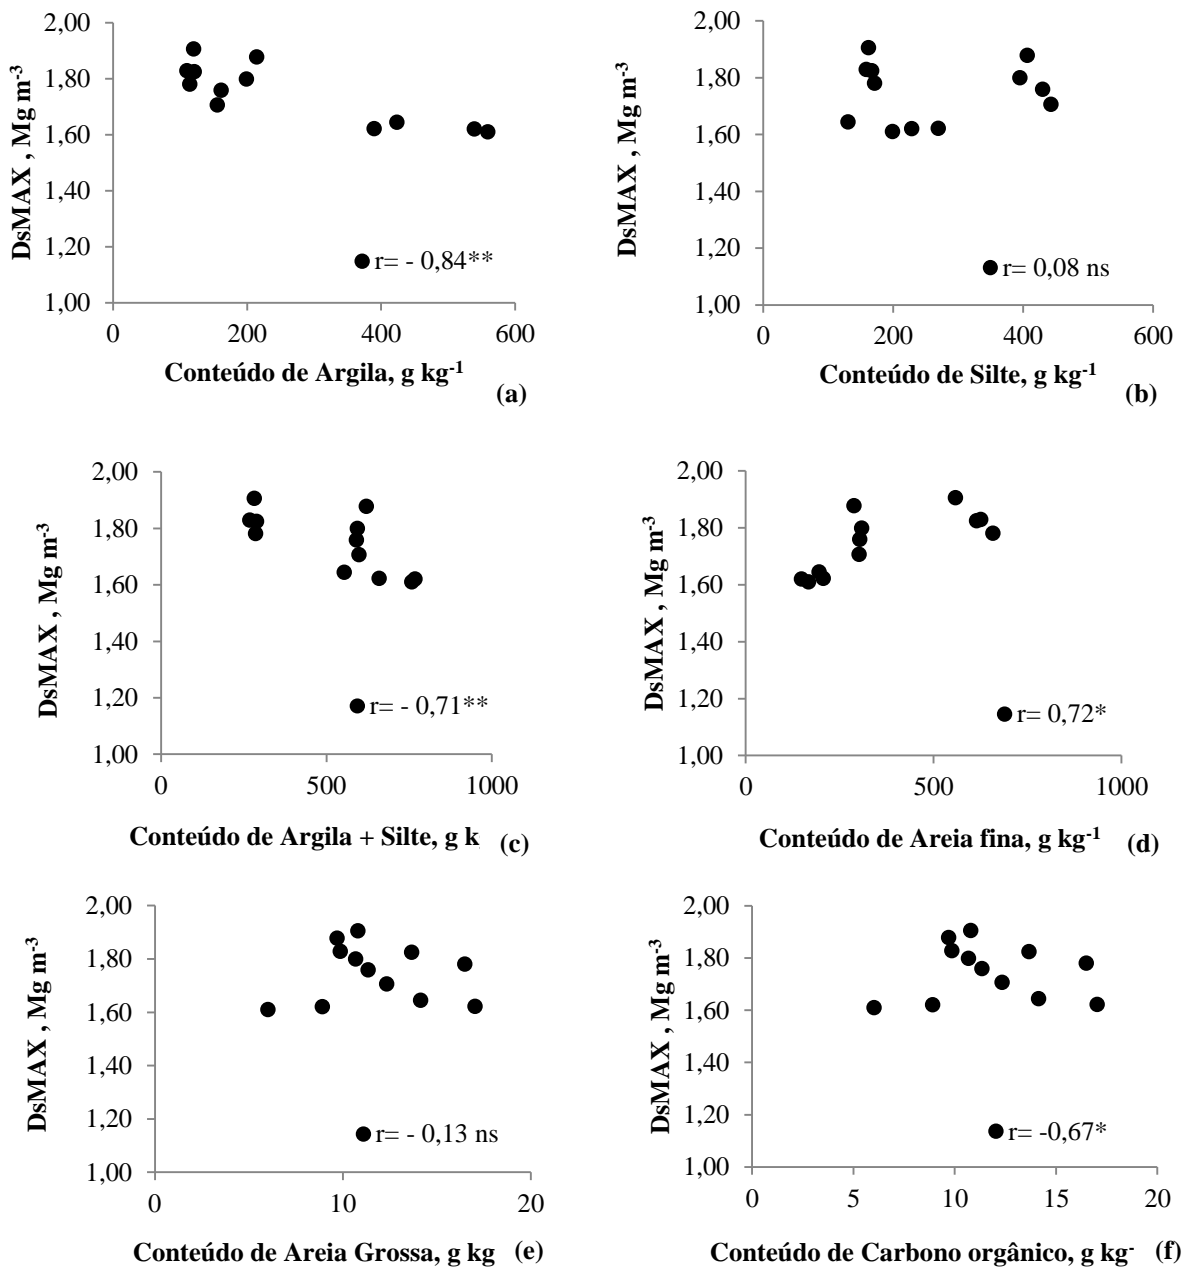 2,00
1,80
1,60
1,40
1,20
1,00
DsMAX , Mg m-3
r= - 0,84**
0 200 400 600
Conteúdo de Argila, g kg-1
(a)
2,00
1,80
1,60
1,40
1,20
1,00
DsMAX , Mg m-3
r= 0,08 ns
0 200 400 600
Conteúdo de Silte, g kg-1
(b)
2,00
1,80
1,60
1,40
1,20
1,00
DsMAX , Mg m-3
r= - 0,71**
0 500 1000
Conteúdo de Argila + Silte, g k (c)
2,00
1,80
1,60
1,40
1,20
1,00
DsMAX , Mg m-3
r= 0,72*
0 500 1000
Conteúdo de Areia fina, g kg-1 (d)
2,00
1,80
1,60
1,40
1,20
1,00
DsMAX , Mg m-3
r= - 0,13 ns
0 10 20
Conteúdo de Areia Grossa, g kg (e)
2,00
1,80
1,60
1,40
1,20
1,00
DsMAX , Mg m-3
r= -0,67*
0 5 10 15 20
Conteúdo de Carbono orgânico, g kg- (f)